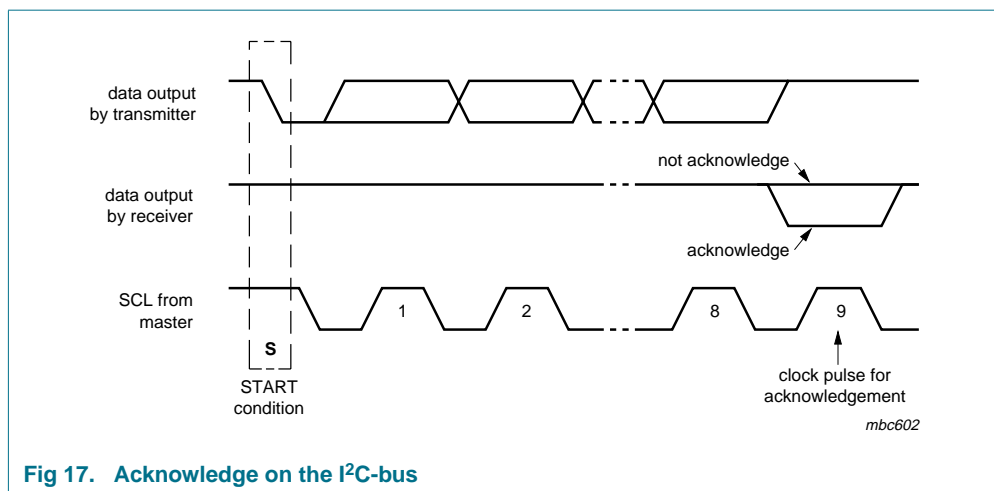 data output
by transmitter
not acknowledge
data output
by receiver
acknowledge
SCL from
master
1
2
8
9
S
START
condition
clock pulse for
acknowledgement
mbc602
Fig 17. Acknowledge on the I²C-bus